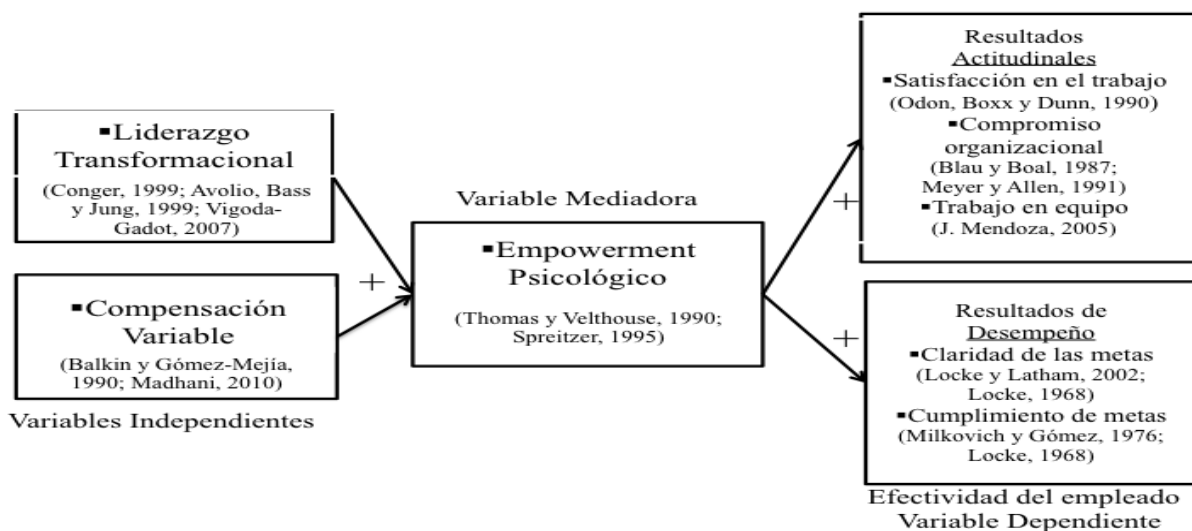 ▪Liderazgo
Transformacional
(Conger, 1999; Avolio, Bass
y Jung, 1999; Vigoda-
Gadot, 2007)
▪Compensación
Variable
(Balkin y Gómez-Mejía,
1990; Madhani, 2010)
Variables Independientes
+
Variable Mediadora
▪Empowerment
Psicológico
(Thomas y Velthouse, 1990;
Spreitzer, 1995)
+
+
Resultados
Actitudinales
▪Satisfacción en el trabajo
(Odon, Boxx y Dunn, 1990)
▪Compromiso
organizacional
(Blau y Boal, 1987;
Meyer y Allen, 1991)
▪Trabajo en equipo
(J. Mendoza, 2005)
Resultados de
Desempeño
▪Claridad de las metas
(Locke y Latham, 2002;
Locke, 1968)
▪Cumplimiento de metas
(Milkovich y Gómez, 1976;
Locke, 1968)
Efectividad del empleado
Variable Dependiente